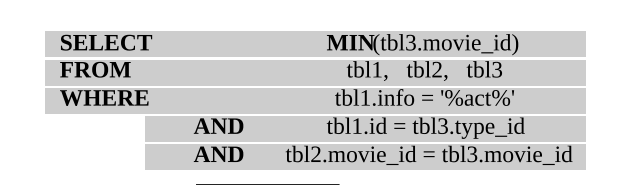 SELECT MIN(tbl3.movie_id)
FROM tbl1, tbl2, tbl3
WHERE tbl1.info = '%act%'
AND tbl1.id = tbl3.type_id
AND tbl2.movie_id = tbl3.movie_id